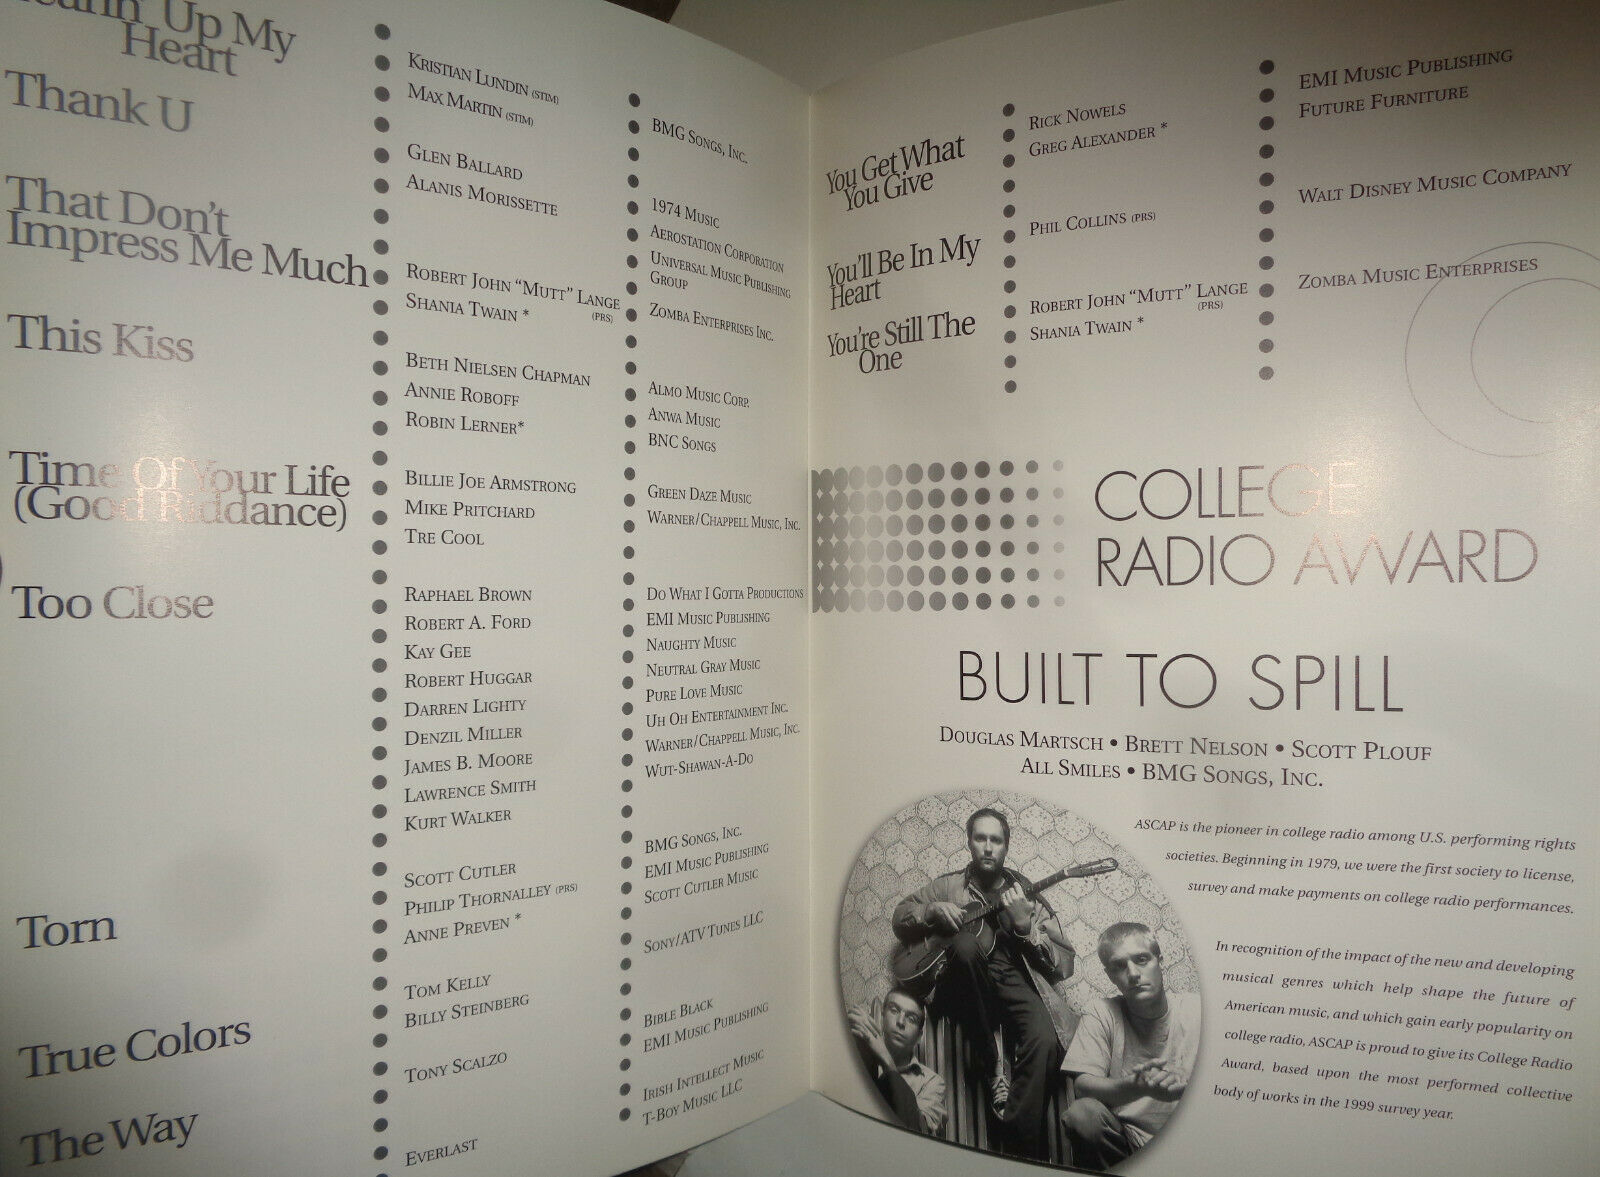 Up My
Heart
Thank U
That Don't
Impress Me Much
This Kiss
Time Of Your Life
(Good Riddance)
Too Close
Torn
True Colors
The Way
Kristian Lundin (STIM)
Max Martin (STIM)
Glen Ballard
Alanis Morissette
Robert John "Mutt" Lange
(PRS)
Shania Twain *
Beth Nielsen Chapman
Annie Roboff
Robin Lerner*
Billie Joe Armstrong
Mike Pritchard
Tre Cool
Raphael Brown
Robert A. Ford
Kay Gee
Robert Huggar
Darren Lighty
Denzil Miller
James B. Moore
Lawrence Smith
Kurt Walker
Scott Cutler
Philip Thornalley (PRS)
Anne Preven *
Tom Kelly
Billy Steinberg
Tony Scalzo
Everlast
BMG Songs, Inc.
1974 Music
Aerostation Corporation
Universal Music Publishing
Group
Zomba Enterprises Inc.
Almo Music Corp.
Anwa Music
BNC Songs
Green Daze Music
Warner/Chappell Music, Inc.
Do What I Gotta Productions
EMI Music Publishing
Naughty Music
Neutral Gray Music
Pure Love Music
Uh Oh Entertainment Inc.
Warner/Chappell Music, Inc.
Wut-Shawan-A-Do
BMG Songs, Inc.
EMI Music Publishing
Scott Cutler Music
Sony/ATV Tunes LLC
Bible Black
EMI Music Publishing
Irish Intellect Music
T-Boy Music LLC
You Get What
You Give
You'll Be In My
Heart
You're Still The
One
Rick Nowels
Greg Alexander *
Phil Collins (PRS)
Robert John "Mutt" Lange
(PRS)
Shania Twain *
EMI Music Publishing
Future Furniture
Walt Disney Music Company
Zomba Music Enterprises
COLLEGE
RADIO AWARD
BUILT TO SPILL
Douglas Martsch • Brett Nelson • Scott Plouf
All Smiles • BMG Songs, Inc.
ASCAP is the pioneer in college radio among U.S. performing rights
societies. Beginning in 1979, we were the first society to license,
survey and make payments on college radio performances.
In recognition of the impact of the new and developing
musical genres which help shape the future of
American music, and which gain early popularity on
college radio, ASCAP is proud to give its College Radio
Award, based upon the most performed collective
body of works in the 1999 survey year.